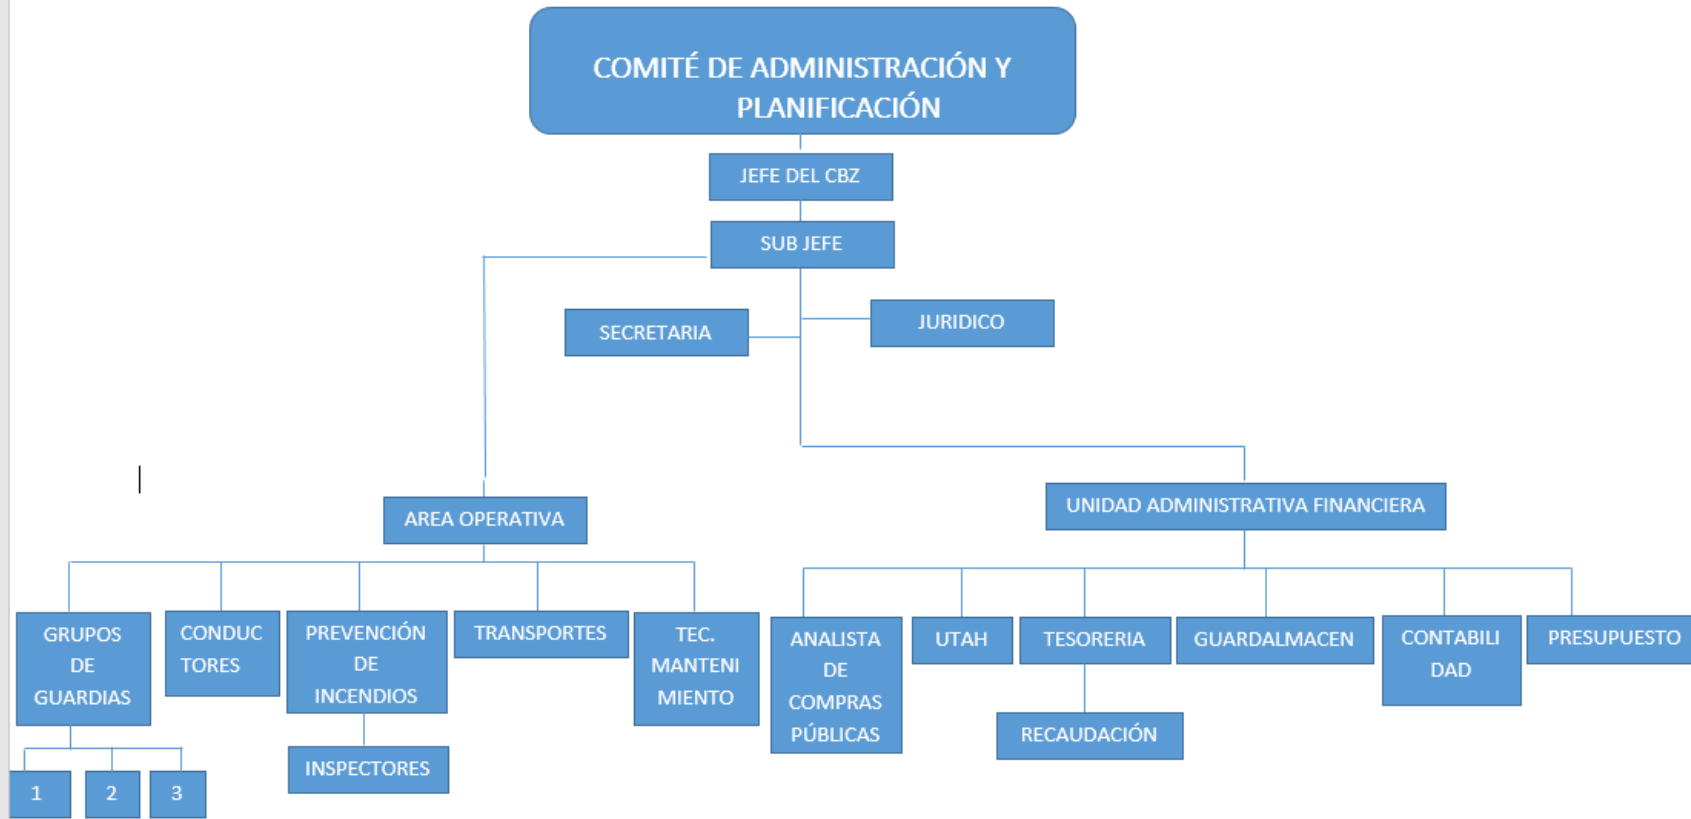 COMITÉ DE ADMINISTRACIÓN Y
PLANIFICACIÓN
JEFE DEL CBZ
SUB JEFE
SECRETARIA
JURIDICO
AREA OPERATIVA
UNIDAD ADMINISTRATIVA FINANCIERA
GRUPOS
DE
GUARDIAS
CONDUC
TORES
PREVENCIÓN
DE
INCENDIOS
TRANSPORTES
TEC.
MANTENI
MIENTO
ANALISTA
DE
COMPRAS
PÚBLICAS
UTAH
TESORERIA
GUARDALMACEN
CONTABILI
DAD
PRESUPUESTO
RECAUDACIÓN
INSPECTORES
1
2
3